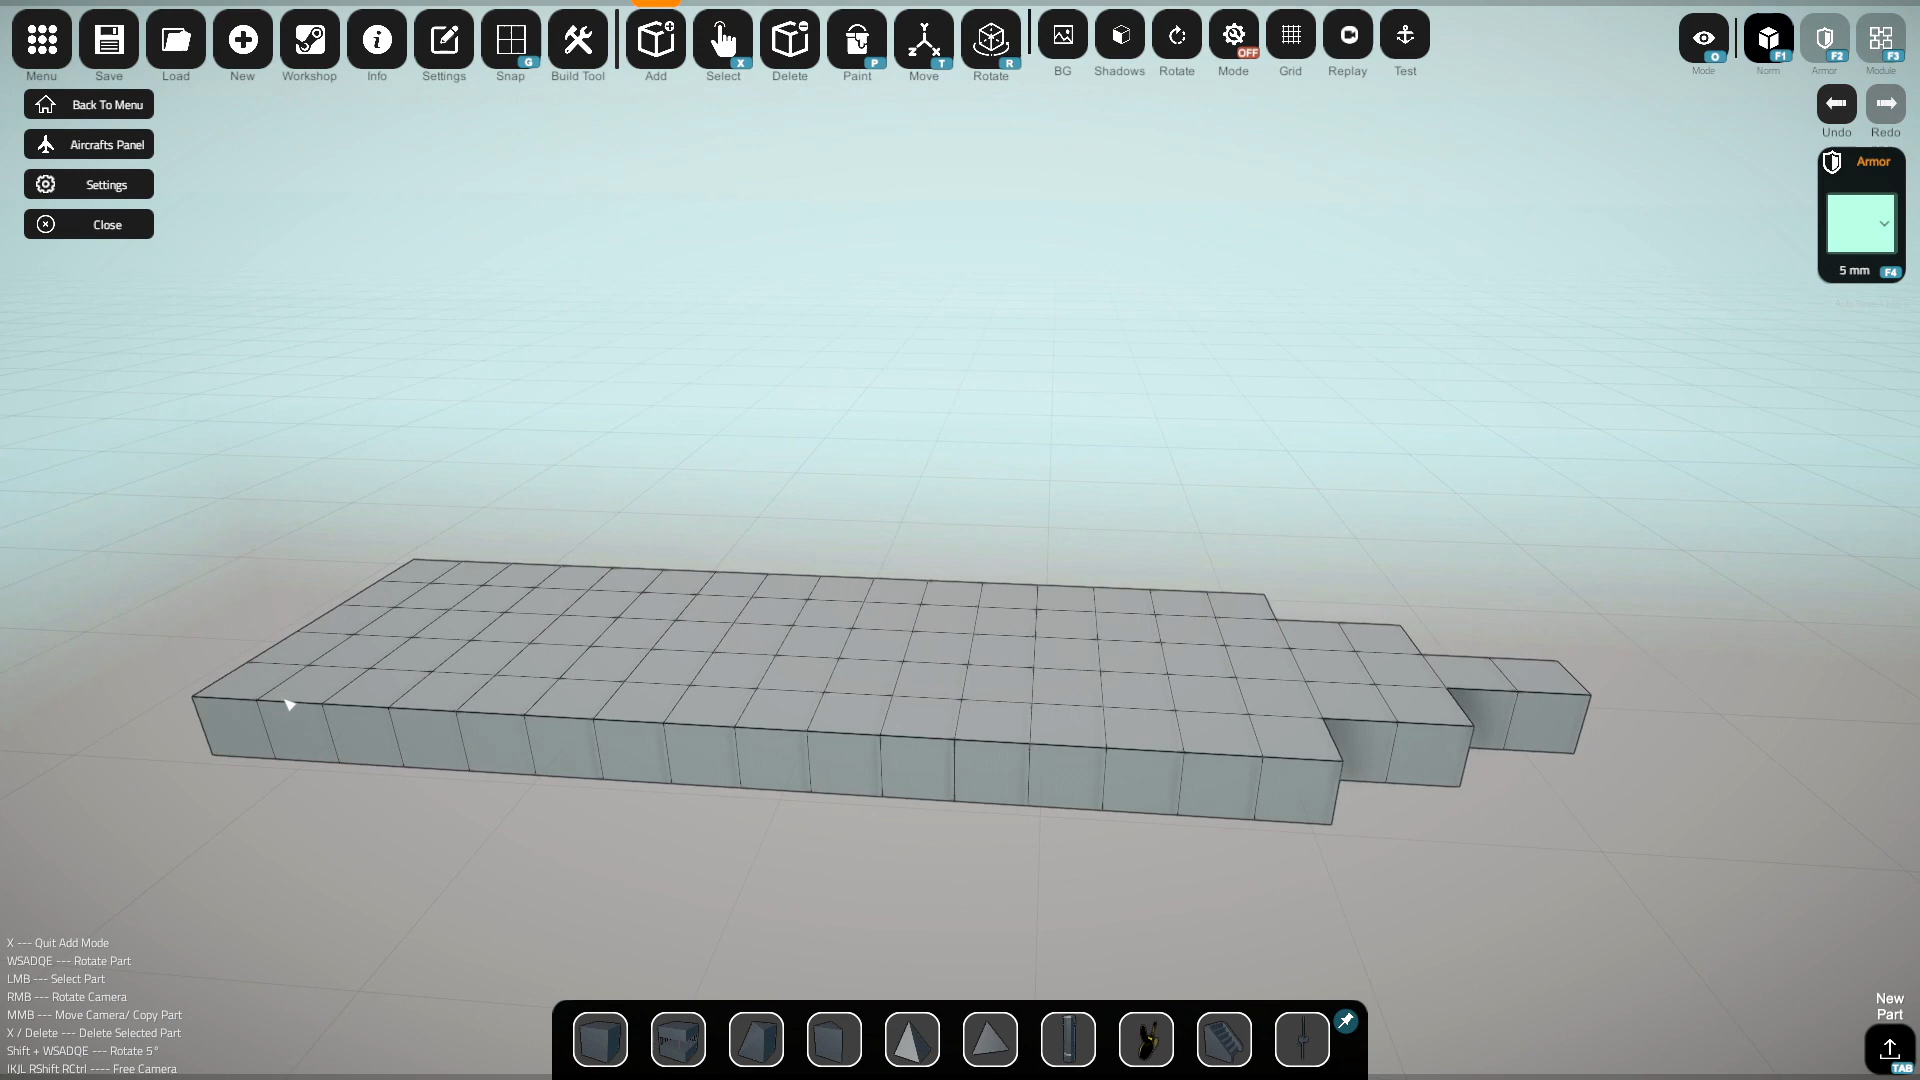 Menu
Save
Load
New
Workshop
Info
Settings
G
Snap
Build Tool
Add
X
Select
Delete
P
Paint
T
Move
R
Rotate
BG
Shadows
Rotate
OFF
Mode
Grid
Replay
Test
O
Mode
F1
Norm
F2
Armor
F3
Module
Back To Menu
Aircrafts Panel
Settings
Close
Undo
Redo
Armor
5 mm
F4
X --- Quit Add Mode
WSADQE --- Rotate Part
LMB --- Select Part
RMB --- Rotate Camera
MMB --- Move Camera/ Copy Part
X / Delete --- Delete Selected Part
Shift + WSADQE --- Rotate 5°
IKJL RShift RCtrl ---- Free Camera
New
Part
TAB